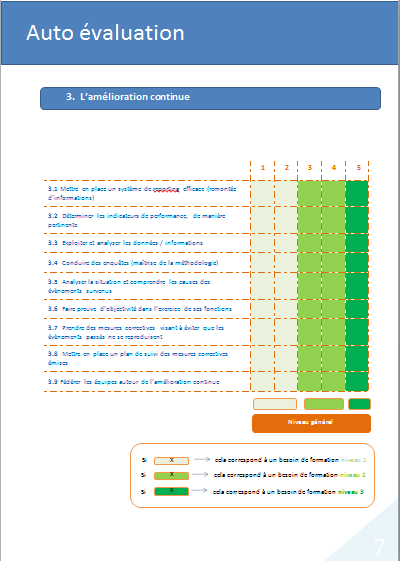 Auto évaluation
3. L'amélioration continue
1 2 3 4 5
3.1 Mettre en place un système de reporting efficace (remontée
d'informations)
3.2 Déterminer les indicateurs de performance, de manière
pertinente
3.3 Exploiter et analyser les données / informations
3.4 Conduire des enquêtes (maîtrise de la méthodologie)
3.5 Analyser la situation et comprendre les causes des
évènements survenus
3.6 Faire preuve d'objectivité dans l'exercice de ses fonctions
3.7 Prendre des mesures correctives visant à éviter que les
évènements passés ne se reproduisent
3.8 Mettre en place un plan de suivi des mesures correctives
émises
3.9 Fédérer les équipes autour de l'amélioration continue
Niveau général
Si X cela correspond à un besoin de formation niveau 1
Si X cela correspond à un besoin de formation niveau 2
Si X cela correspond à un besoin de formation niveau 3
7